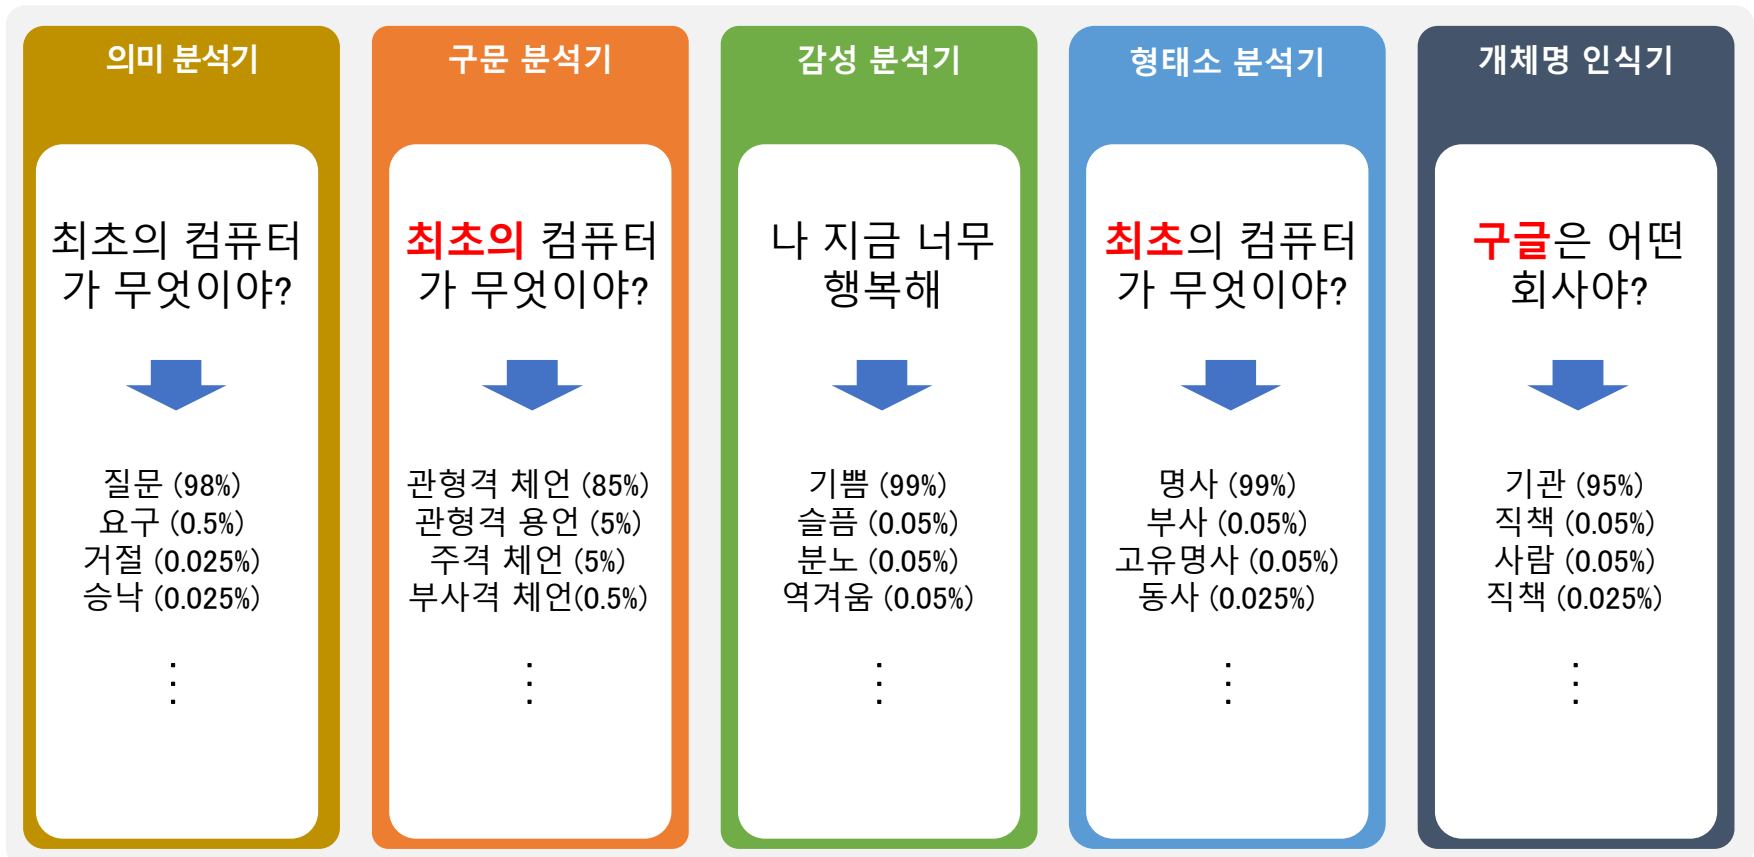 의미 분석기
최초의 컴퓨터
가 무엇이야?
질문 (98%)
요구 (0.5%)
거절 (0.025%)
승낙 (0.025%)
⋮
구문 분석기
최초의 컴퓨터
가 무엇이야?
관형격 체언 (85%)
관형격 용언 (5%)
주격 체언 (5%)
부사격 체언(0.5%)
⋮
감성 분석기
나 지금 너무
행복해
기쁨 (99%)
슬픔 (0.05%)
분노 (0.05%)
역겨움 (0.05%)
⋮
형태소 분석기
최초의 컴퓨터
가 무엇이야?
명사 (99%)
부사 (0.05%)
고유명사 (0.05%)
동사 (0.025%)
⋮
개체명 인식기
구글은 어떤
회사야?
기관 (95%)
직책 (0.05%)
사람 (0.05%)
직책 (0.025%)
⋮